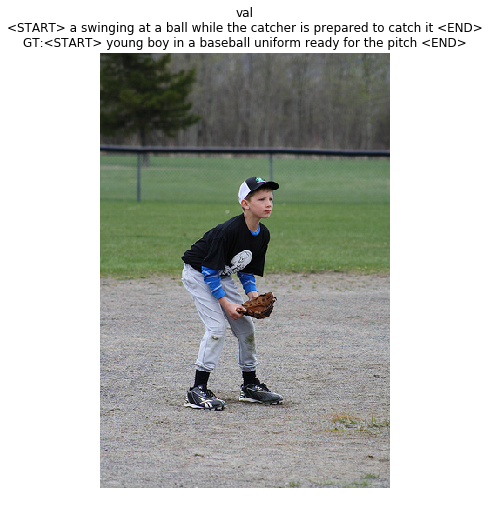 val
<START> a swinging at a ball while the catcher is prepared to catch it <END>
GT:<START> young boy in a baseball uniform ready for the pitch <END>